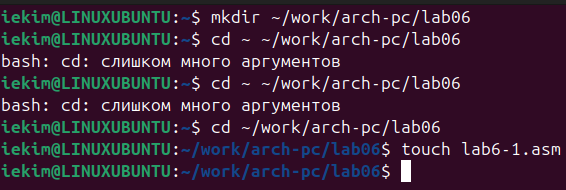 iekim@LINUXUBUNTU:~$ mkdir ~/work/arch-pc/lab06
iekim@LINUXUBUNTU:~$ cd ~ ~/work/arch-pc/lab06
bash: cd: слишком много аргументов
iekim@LINUXUBUNTU:~$ cd ~ ~/work/arch-pc/lab06
bash: cd: слишком много аргументов
iekim@LINUXUBUNTU:~$ cd ~/work/arch-pc/lab06
iekim@LINUXUBUNTU:~/work/arch-pc/lab06$ touch lab6-1.asm
iekim@LINUXUBUNTU:~/work/arch-pc/lab06$